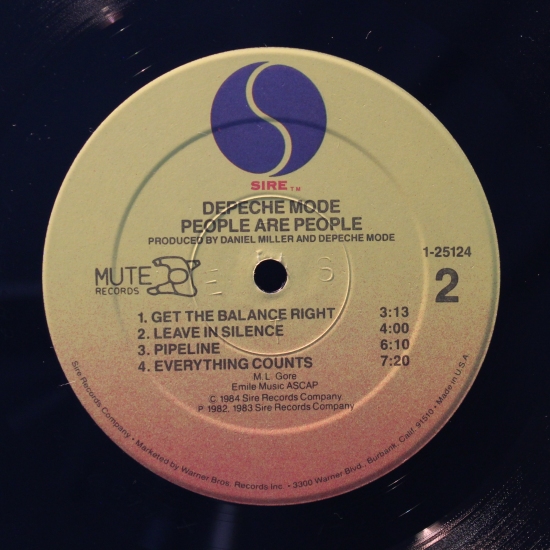 SIRE TM
DEPECHE MODE
PEOPLE ARE PEOPLE
PRODUCED BY DANIEL MILLER AND DEPECHE MODE
1-25124
MUTE
RECORDS
2
1. GET THE BALANCE RIGHT 3:13
2. LEAVE IN SILENCE 4:00
3. PIPELINE 6:10
4. EVERYTHING COUNTS 7:20
M.L. Gore
Emile Music ASCAP
C 1984 Sire Records Company
P 1982, 1983 Sire Records Company
Sire Records Company • Marketed by Warner Bros. Records Inc. • 3300 Warner Blvd., Burbank, Calif. 91510 • Made in U.S.A.